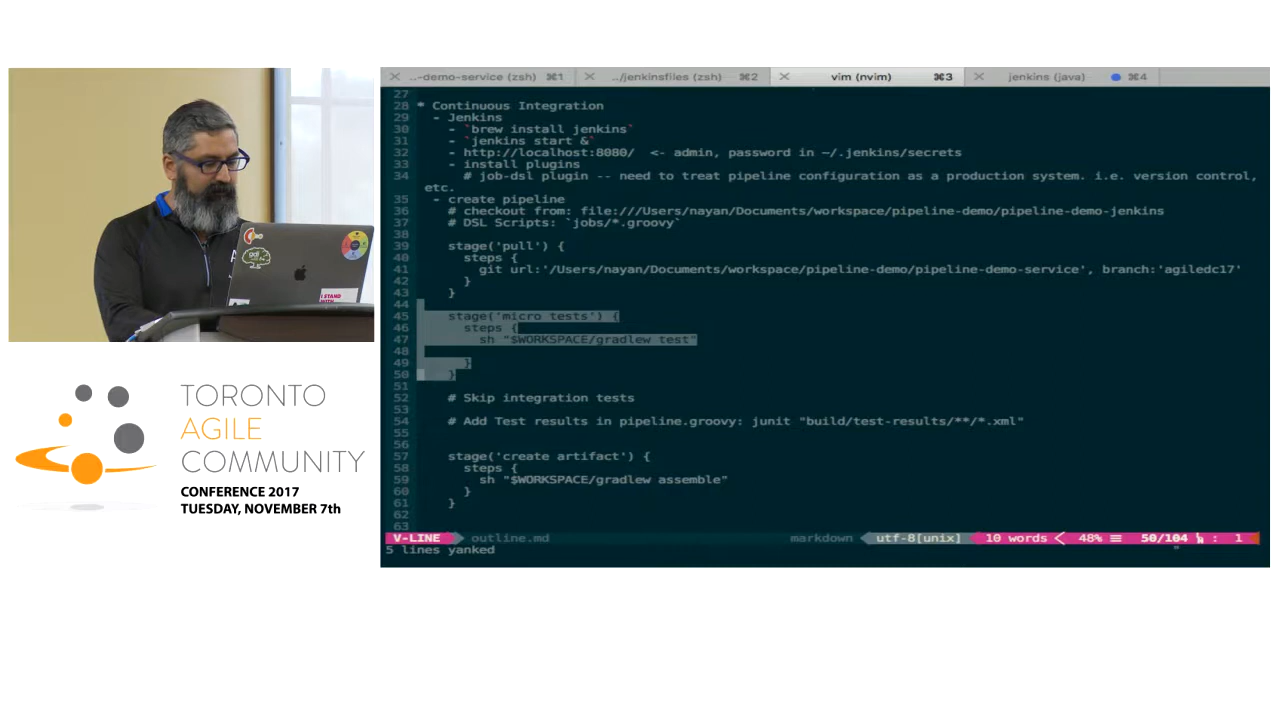 ✕ ..-demo-service (zsh) ⌘1 ✕ ../jenkinsfiles (zsh) ⌘2 ✕ vim (nvim) ⌘3 ✕ jenkins (java) ⌘4
27
28 * Continuous Integration
29 - Jenkins
30 - `brew install jenkins`
31 - `jenkins start &`
32 - http://localhost:8080/ <- admin, password in ~/.jenkins/secrets
33 - install plugins
34 # job-dsl plugin -- need to treat pipeline configuration as a production system. i.e. version control,
etc.
35 - create pipeline
36 # checkout from: file:///Users/nayan/Documents/workspace/pipeline-demo/pipeline-demo-jenkins
37 # DSL Scripts: `jobs/*.groovy`
38
39 stage('pull') {
40 steps {
41 git url:'/Users/nayan/Documents/workspace/pipeline-demo/pipeline-demo-service', branch:'agiledc17'
42 }
43 }
44
45 stage('micro tests') {
46 steps {
47 sh "$WORKSPACE/gradlew test"
48
49 }
50 }
51
52 # Skip integration tests
53
54 # Add Test results in pipeline.groovy: junit "build/test-results/**/*.xml"
55
56
57 stage('create artifact') {
58 steps {
59 sh "$WORKSPACE/gradlew assemble"
60 }
61 }
62
63
V-LINE outline.md markdown utf-8[unix] 10 words 48% ☰ 50/104 : 1
5 lines yanked
TORONTO
AGILE
COMMUNITY
CONFERENCE 2017
TUESDAY, NOVEMBER 7th